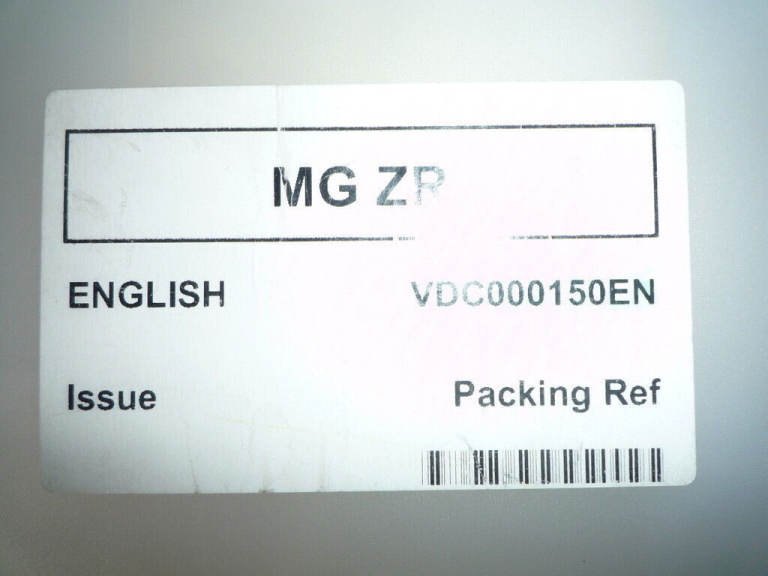 MG ZR
ENGLISH VDC000150EN
Issue Packing Ref